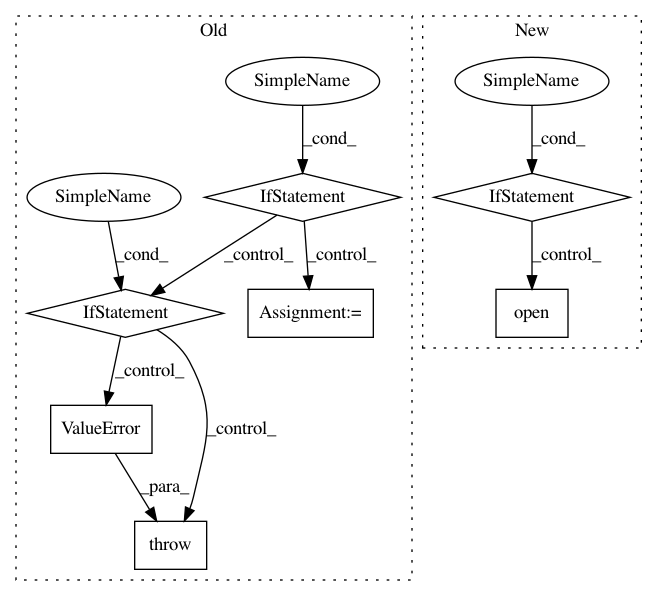 Old
New
SimpleName
SimpleName
_cond_
_cond_
SimpleName
IfStatement
IfStatement
_cond_
_control_
_control_
_control_
IfStatement
Assignment:=
open
_control_
ValueError
_control_
_para_
throw